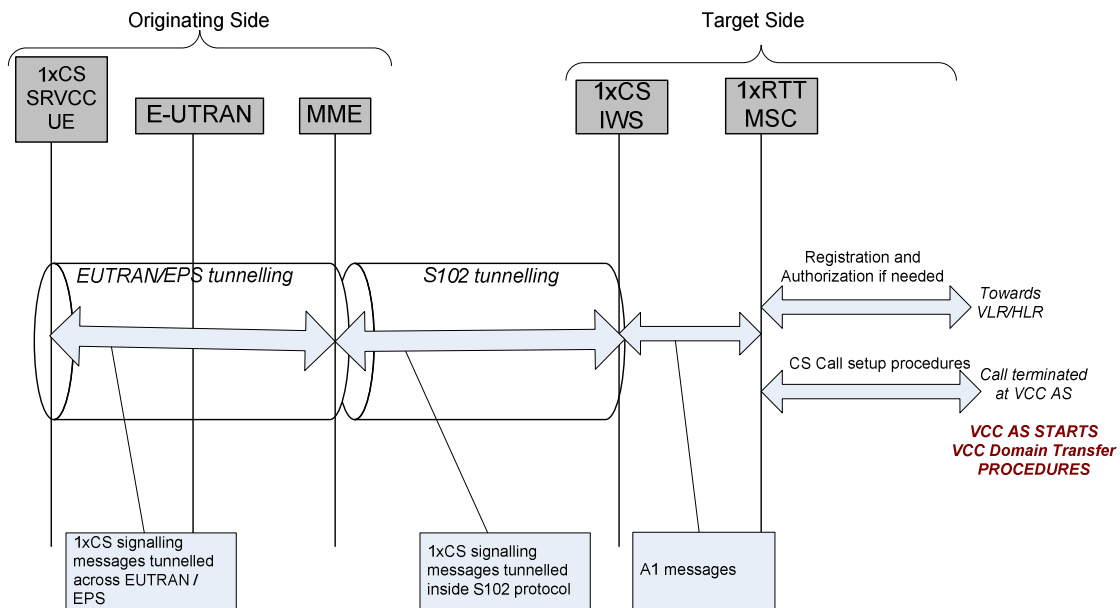 Originating Side
Target Side
1xCS
SRVCC
UE
E-UTRAN
MME
1xCS
IWS
1xRTT
MSC
EUTRAN/EPS tunnelling
S102 tunnelling
Registration and
Authorization if needed
Towards
VLR/HLR
CS Call setup procedures
Call terminated
at VCC AS
VCC AS STARTS
VCC Domain Transfer
PROCEDURES
1xCS signalling
messages tunnelled
across EUTRAN /
EPS
1xCS signalling
messages tunnelled
inside S102 protocol
A1 messages